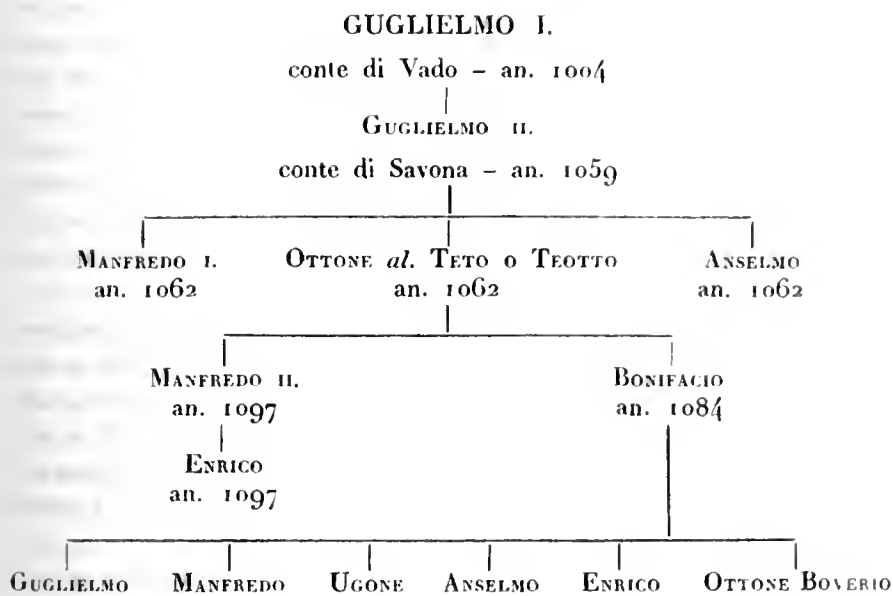 GUGLIELMO I.
conte di Vado – an. 1004
GUGLIELMO II.
conte di Savona – an. 1059
MANFREDO I. OTTONE al. TETO O TEOTTO ANSELMO
an. 1062 an. 1062 an. 1062
MANFREDO II. BONIFACIO
an. 1097 an. 1084
ENRICO
an. 1097
GUGLIELMO MANFREDO UGONE ANSELMO ENRICO OTTONE BOVERIO